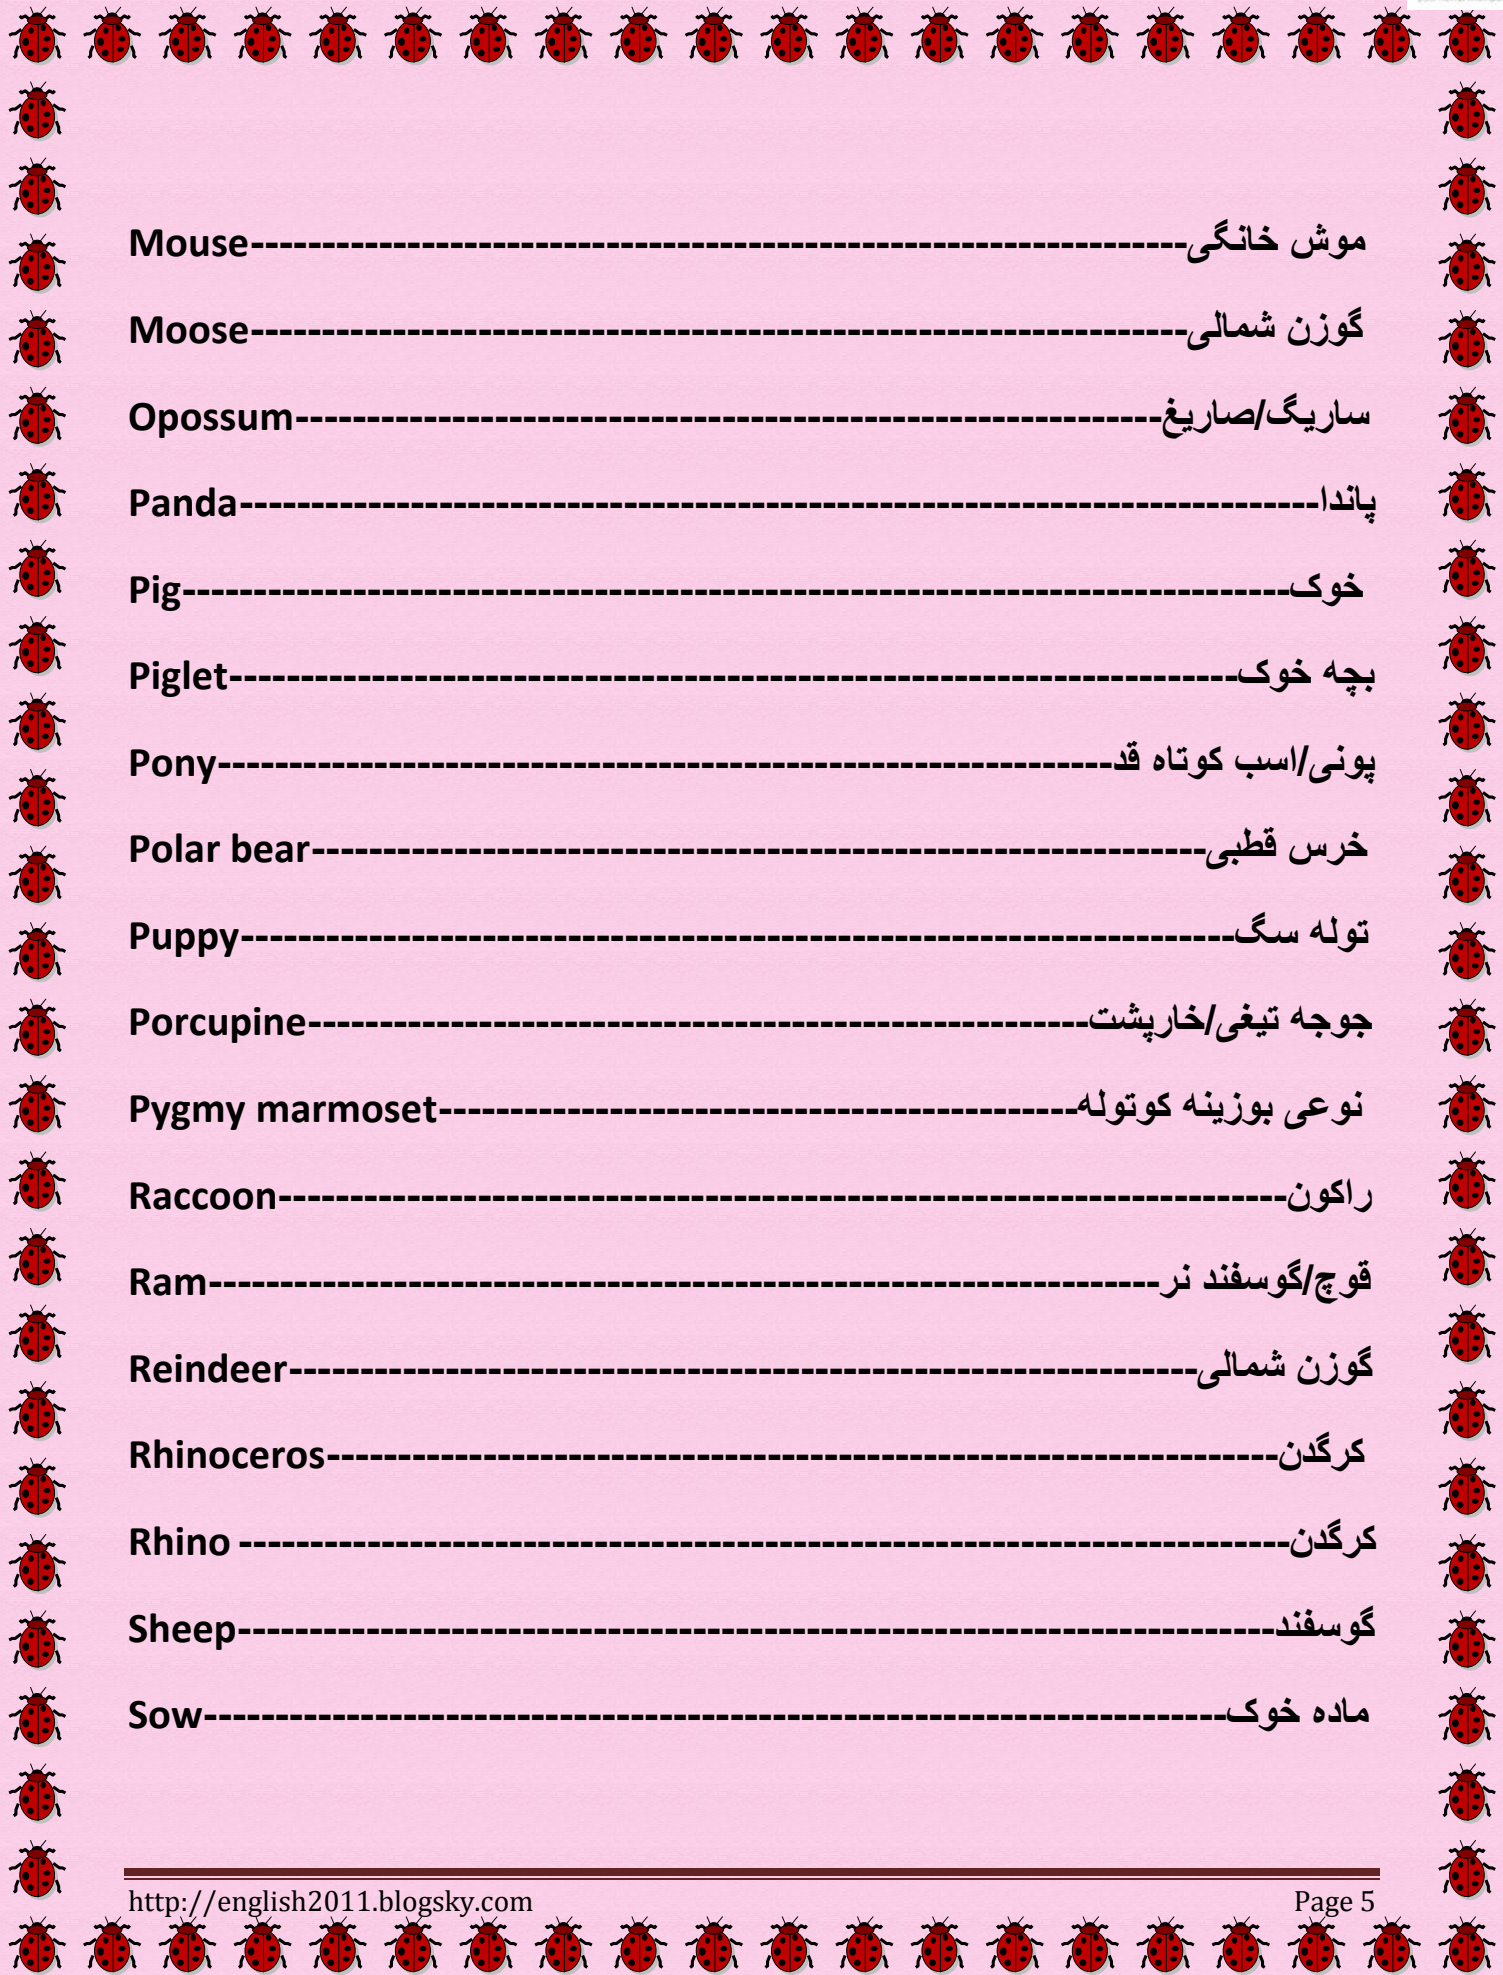 Mouse------------------------------------------------------------------موش خانگی
Moose------------------------------------------------------------------گوزن شمالی
Opossum-------------------------------------------------------------ساریگ/صاریغ
Panda----------------------------------------------------------------------------پاندا
Pig------------------------------------------------------------------------------خوک
Piglet-----------------------------------------------------------------------بچه خوک
Pony---------------------------------------------------------------پونی/اسب کوتاه قد
Polar bear---------------------------------------------------------------خرس قطبی
Puppy----------------------------------------------------------------------توله سگ
Porcupine-------------------------------------------------------جوجه تیغی/خارپشت
Pygmy marmoset---------------------------------------------نوعی بوزینه کوتوله
Raccoon-----------------------------------------------------------------------راکون
Ram-------------------------------------------------------------------قوچ/گوسفند نر
Reindeer----------------------------------------------------------------گوزن شمالی
Rhinoceros-------------------------------------------------------------------کرگدن
Rhino --------------------------------------------------------------------------کرگدن
Sheep-------------------------------------------------------------------------گوسفند
Sow------------------------------------------------------------------------ماده خوک
http://english2011.blogsky.com Page 5